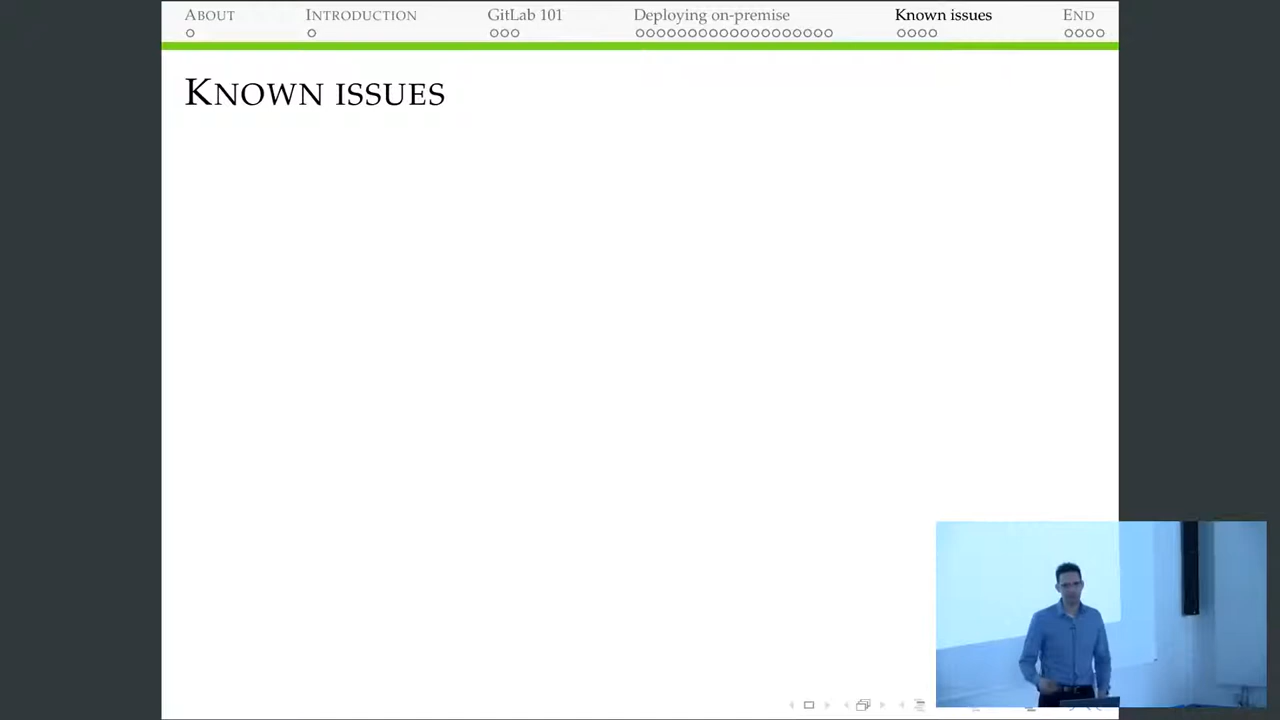 ABOUT INTRODUCTION GitLab 101 Deploying on-premise Known issues END
KNOWN ISSUES